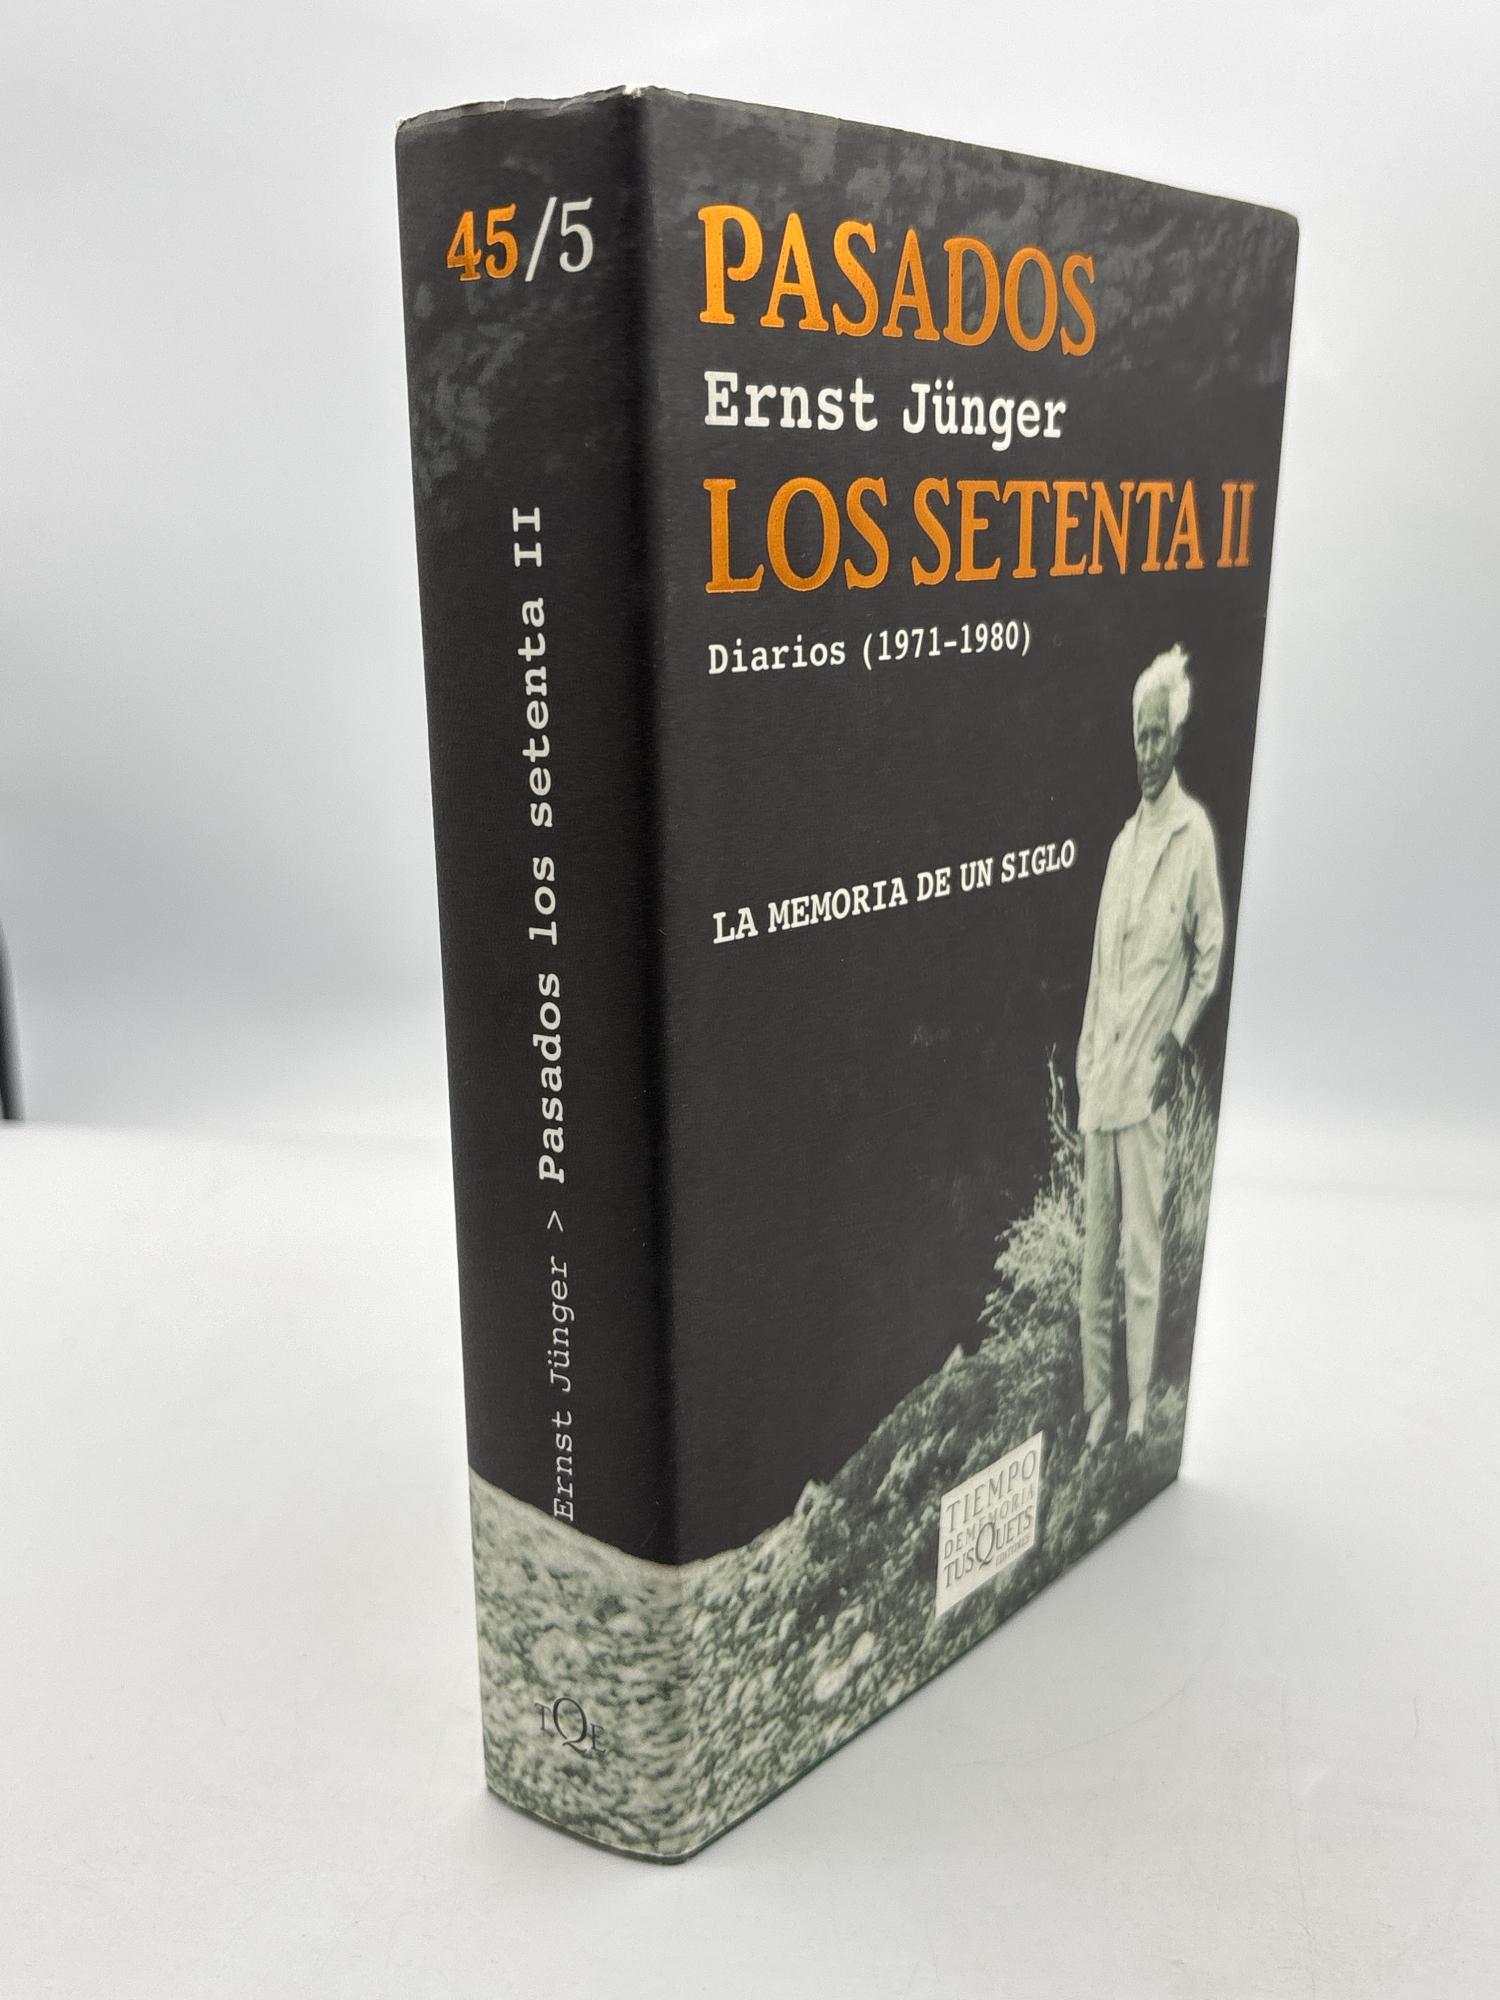 45/5
Ernst Jünger > Pasados los setenta II
TQE
PASADOS
Ernst Jünger
LOS SETENTA II
Diarios (1971-1980)
LA MEMORIA DE UN SIGLO
TIEMPO
DE MEMORIA
TUSQUETS
EDITORES